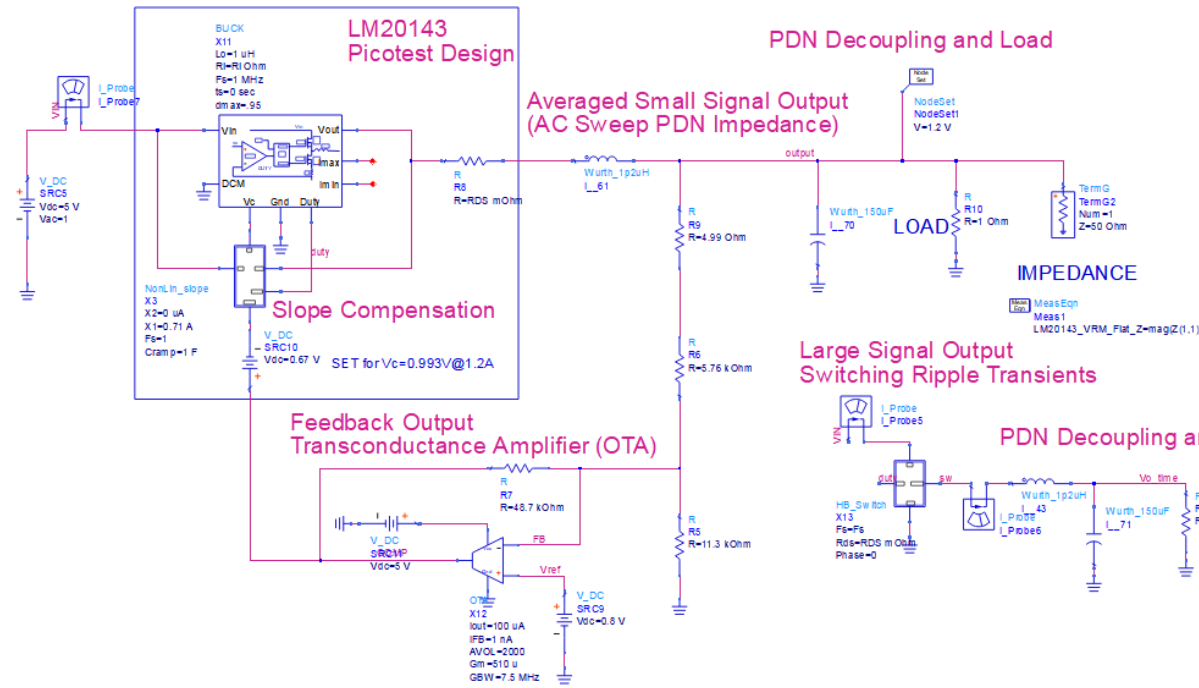 LM20143
Picotest Design
BUCK
X11
Lo=1 uH
Rl=Rl Ohm
Fs=1 MHz
ts=0 sec
dmax=.95
I_Probe
I_Probe7
VIN
V_DC
SRC5
Vdc=5 V
Vac=1
Vin
Vout
Imax
DCM
Vc
Gnd
Duty
DUTY
duty
NonLin_slope
X3
X2=0 uA
X1=0.71 A
Fs=1
Cramp=1 F
Slope Compensation
V_DC
SRC10
Vdc=0.67 V
SET for Vc=0.993V@1.2A
Averaged Small Signal Output
(AC Sweep PDN Impedance)
R
R8
R=RDS mOhm
Wurth_1p2uH
I__61
output
PDN Decoupling and Load
Node
Set
NodeSet
NodeSet1
V=1.2 V
R
R9
R=4.99 Ohm
Wurth_150uF
I__70
LOAD
R
R10
R=1 Ohm
TermG
TermG2
Num=1
Z=50 Ohm
IMPEDANCE
Meas
Eqn
MeasEqn
Meas1
LM20143_VRM_Flat_Z=mag(Z(1,1)
R
R6
R=5.76 kOhm
Feedback Output
Transconductance Amplifier (OTA)
R
R7
R=48.7 kOhm
V_DC
Vdc=5 V
FB
Vref
OTA
X12
Iout=100 uA
IFB=1 nA
AVOL=2000
Gm=510 u
GBW=7.5 MHz
V_DC
SRC9
Vdc=0.8 V
R
R5
R=11.3 kOhm
Large Signal Output
Switching Ripple Transients
I_Probe
I_Probe5
VIN
PDN Decoupling an
duty
sw
HB_Switch
X13
Fs=Fs
Rds=RDS mOhm
Phase=0
I_Probe
I_Probe6
Wurth_1p2uH
I__43
Vo_time
Wurth_150uF
I__71